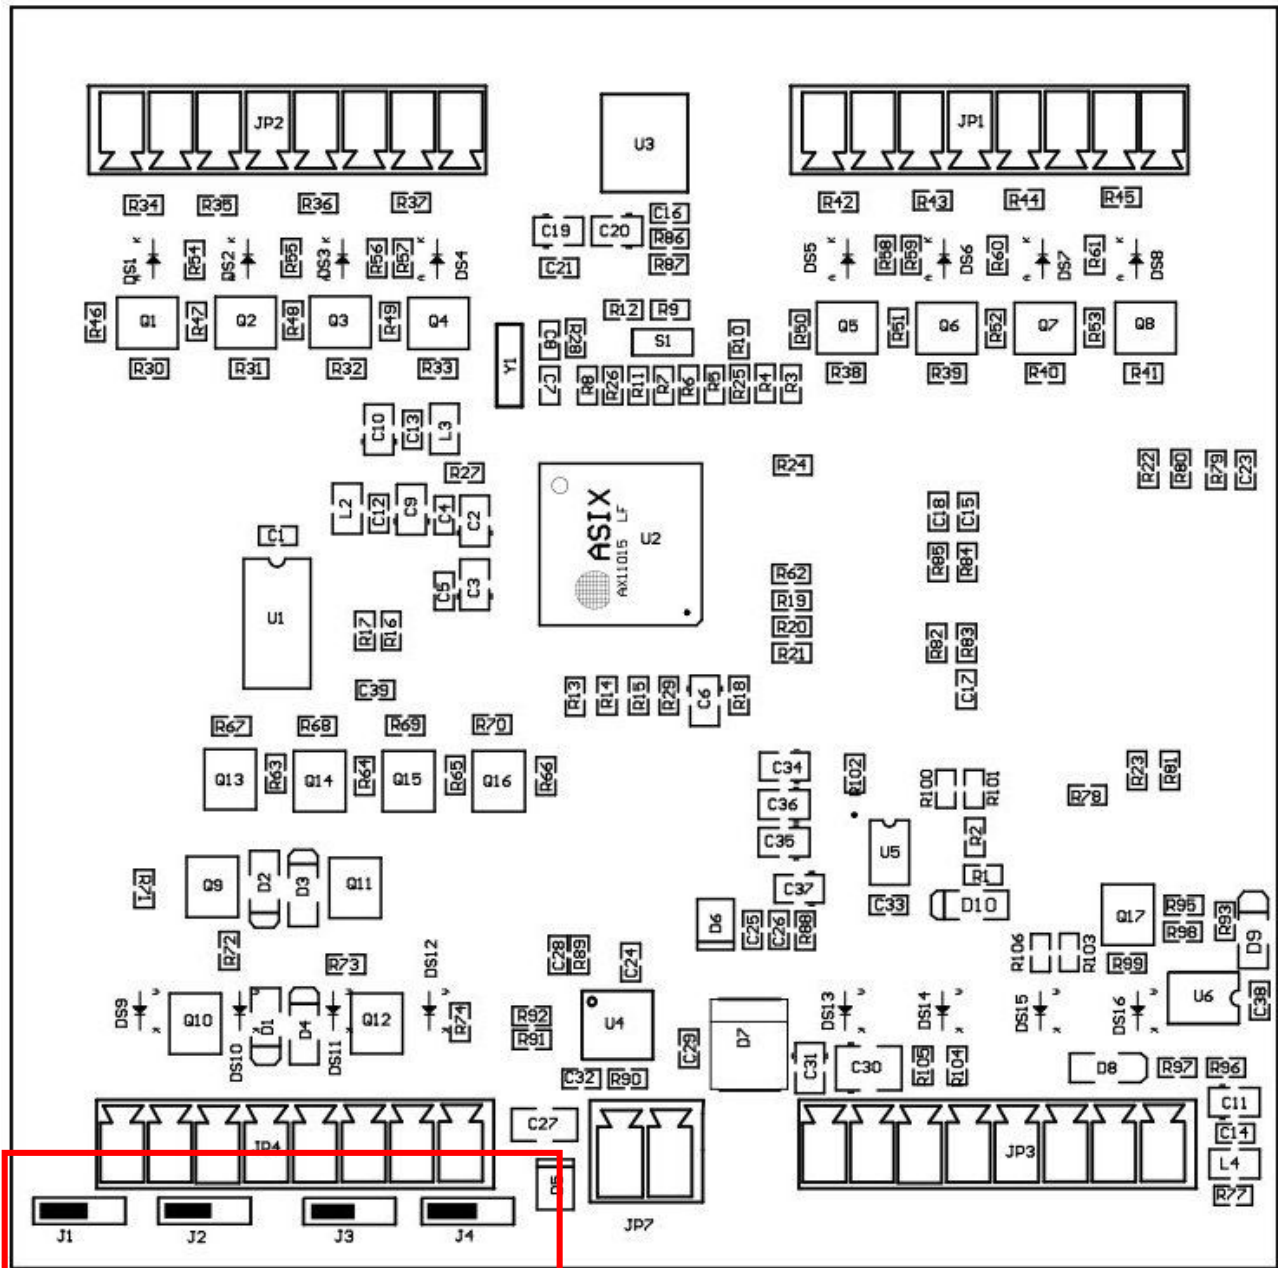 JP2 U3 JP1
R34 R35 R36 R37 C16 R42 R43 R44 R45
C19 C20 R86
DS1 R54 DS2 R55 DS3 R56 R57 DS4 C21 R87 DS5 R58 R59 DS6 R60 DS7 R61 DS8
R12 R9
R46 Q1 R47 Q2 R48 Q3 R49 Q4 C8 R28 S1 R10 R50 Q5 R51 Q6 R52 Q7 R53 Q8
R30 R31 R32 R33 Y1 C7 R8 R26 R11 R7 R6 R5 R25 R4 R3 R38 R39 R40 R41
C10 C13 L3
R27 R24 R22 R80 R79 C23
L2 C12 C9 C4 C2 C18 C15
C1 ASIX U2
AX11015 LF R85 R84
C5 C3 R62
R19
U1 R17 R16 R20 R82 R83
R21
C39 R13 R14 R15 R29 C6 R18 C17
R67 R68 R69 R70
Q13 R63 Q14 R64 Q15 R65 Q16 R66 C34 R102 R100 R101 R23 R81
C36 R78
C35 U5 R2
R71 Q9 D2 D3 Q11 C37 R1
C33 D10 Q17 R95
R72 DS12 D6 C25 C26 R88 R98 R93 D9
R73 C28 R89 C24 R106 R103 R99
DS9 Q10 DS10 D1 D4 DS11 Q12 R74 R92 U4 DS13 DS14 DS15 DS16 U6 C38
R91 C29 D7
C32 R90 C31 C30 R105 R104 D8 R97 R96
C27 C11
JP4 JP3 C14
D5 L4
R77
J1 J2 J3 J4 JP7